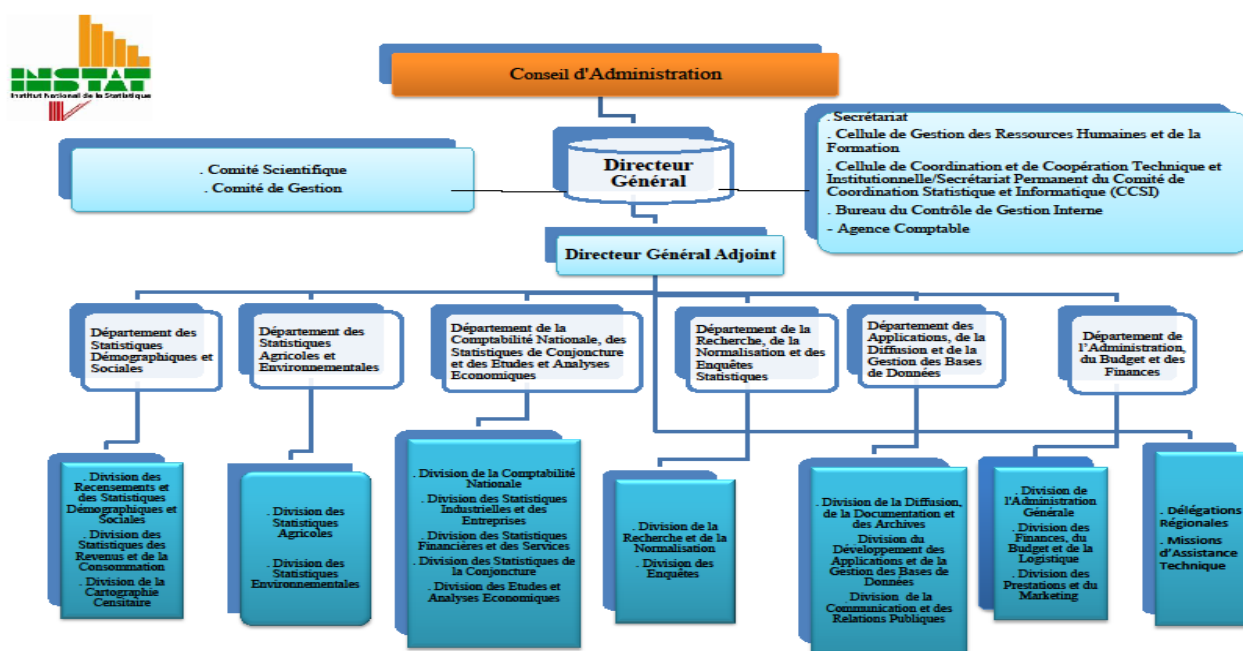 INSTAT
Institut National de la Statistique
Conseil d'Administration
. Comité Scientifique
. Comité de Gestion
Directeur
Général
. Secrétariat
. Cellule de Gestion des Ressources Humaines et de la
Formation
. Cellule de Coordination et de Coopération Technique et
Institutionnelle/Secrétariat Permanent du Comité de
Coordination Statistique et Informatique (CCSI)
. Bureau du Contrôle de Gestion Interne
- Agence Comptable
Directeur Général Adjoint
Département des
Statistiques
Démographiques et
Sociales
Département des
Statistiques
Agricoles et
Environnementales
Département de la
Comptabilité Nationale, des
Statistiques de Conjoncture
et des Etudes et Analyses
Economiques
Département de la
Recherche, de la
Normalisation et des
Enquêtes
Statistiques
Département des
Applications, de la
Diffusion et de la
Gestion des Bases
de Données
Département de
l'Administration,
du Budget et des
Finances
. Division des
Recensements et
des Statistiques
Démographiques et
Sociales
. Division des
Statistiques des
Revenus et de la
Consommation
. Division de la
Cartographie
Censitaire
. Division des
Statistiques
Agricoles
. Division des
Statistiques
Environnementales
. Division de la Comptabilité
Nationale
. Division des Statistiques
Industrielles et des
Entreprises
. Division des Statistiques
Financières et des Services
. Division des Statistiques de
la Conjoncture
. Division des Etudes et
Analyses Economiques
. Division de la
Recherche et de la
Normalisation
. Division des
Enquêtes
. Division de la Diffusion,
de la Documentation et
des Archives
. Division du
Développement des
Applications et de la
Gestion des Bases de
Données
. Division de la
Communication et des
Relations Publiques
. Division de
l'Administration
Générale
. Division des
Finances, du
Budget et de la
Logistique
. Division des
Prestations et du
Marketing
. Délégations
Régionales
. Missions
d'Assistance
Technique